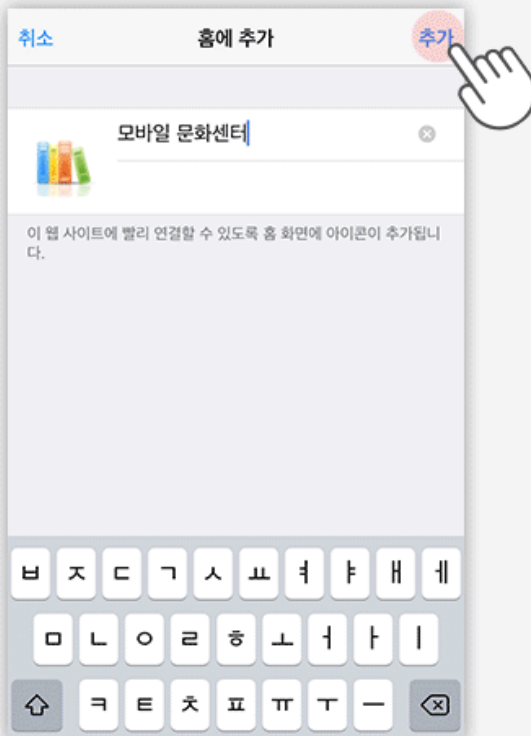 취소 홈에 추가 추가
모바일 문화센터
이 웹 사이트에 빨리 연결할 수 있도록 홈 화면에 아이콘이 추가됩니
다.
ㅂ ㅈ ㄷ ㄱ ㅅ ㅛ ㅕ ㅑ ㅐ ㅔ
ㅁ ㄴ ㅇ ㄹ ㅎ ㅗ ㅓ ㅏ ㅣ
ㅋ ㅌ ㅊ ㅍ ㅠ ㅜ ㅡ